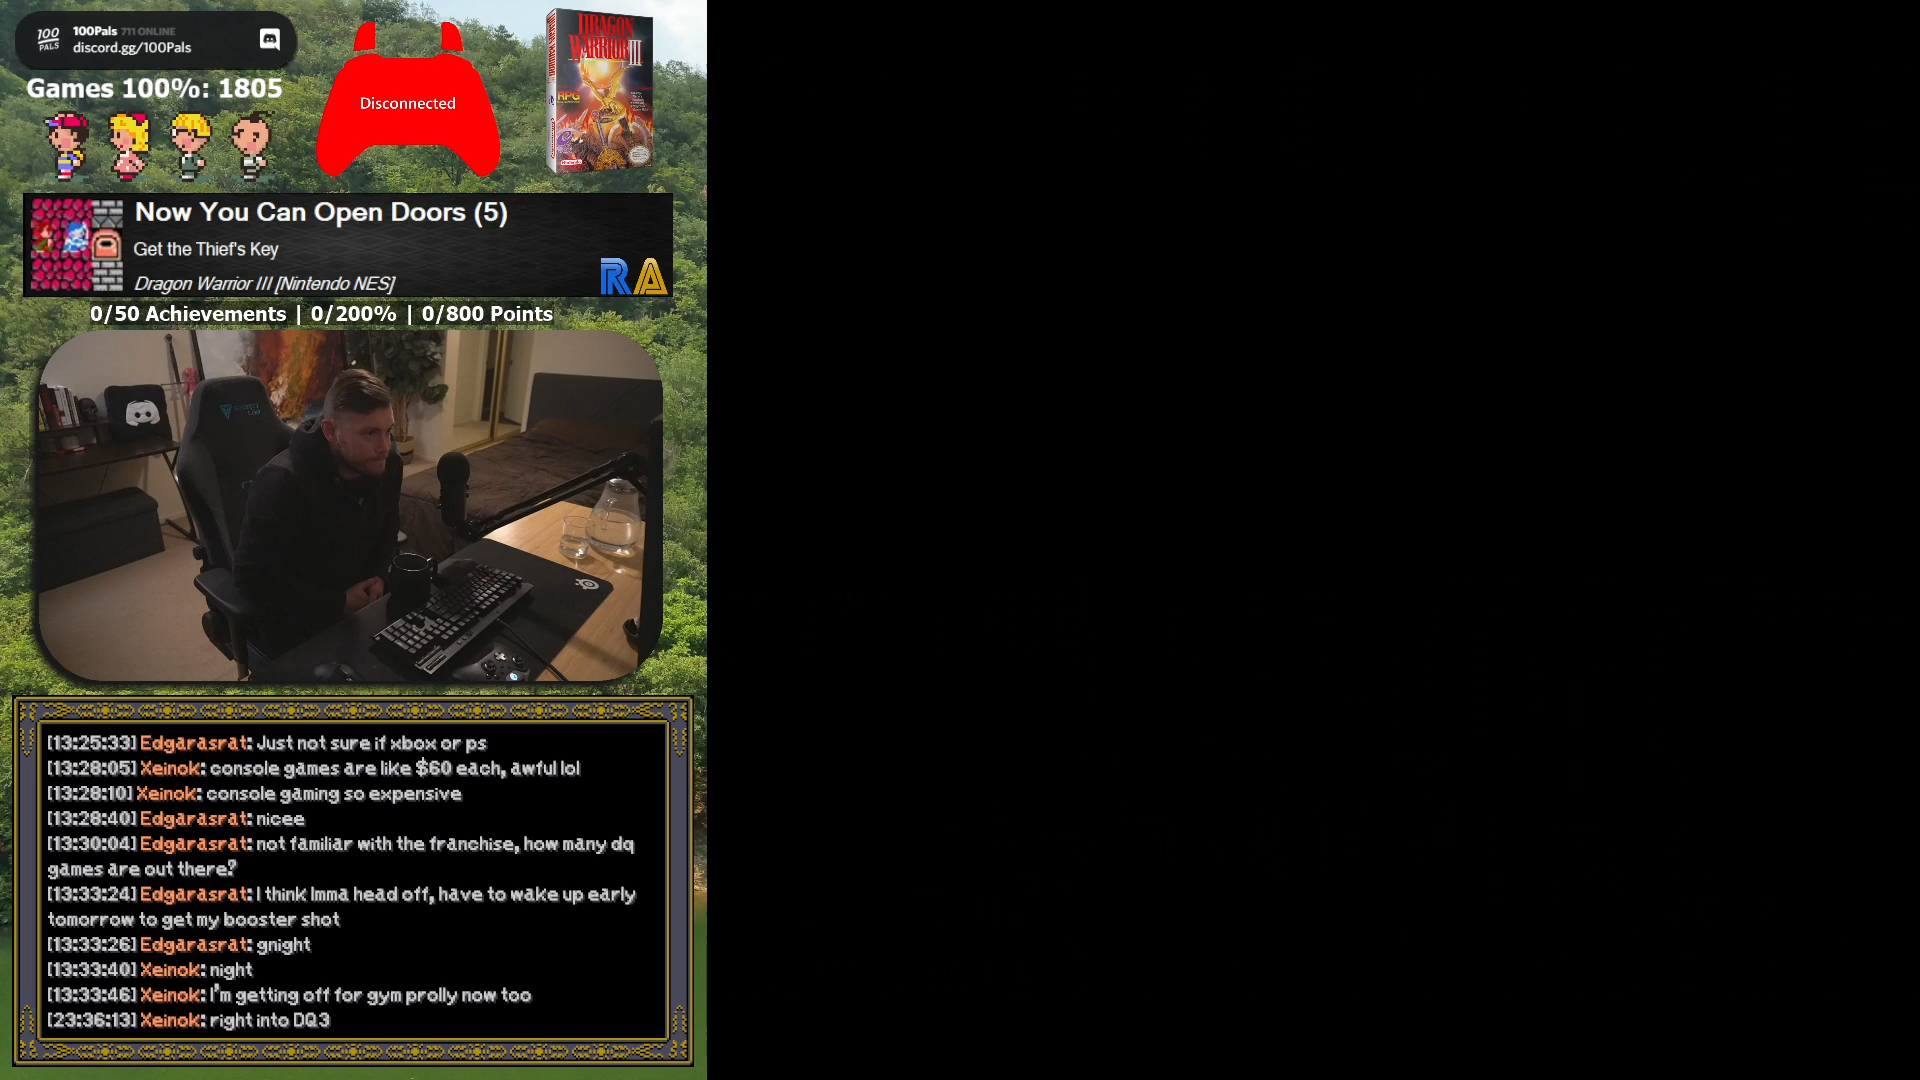 100 PALS
100Pals 711 ONLINE
discord.gg/100Pals
Games 100%: 1805
Disconnected
DRAGON
WARRIOR III
RPG
Nintendo
Now You Can Open Doors (5)
Get the Thief's Key
Dragon Warrior III [Nintendo NES]
RA
0/50 Achievements | 0/200% | 0/800 Points
[13:25:33] Edgarasrat: Just not sure if xbox or ps
[13:28:05] Xeinok: console games are like $60 each, awful lol
[13:28:10] Xeinok: console gaming so expensive
[13:28:40] Edgarasrat: nicee
[13:30:04] Edgarasrat: not familiar with the franchise, how many dq
games are out there?
[13:33:24] Edgarasrat: I think Imma head off, have to wake up early
tomorrow to get my booster shot
[13:33:26] Edgarasrat: gnight
[13:33:40] Xeinok: night
[13:33:46] Xeinok: I'm getting off for gym prolly now too
[23:36:13] Xeinok: right into DQ3